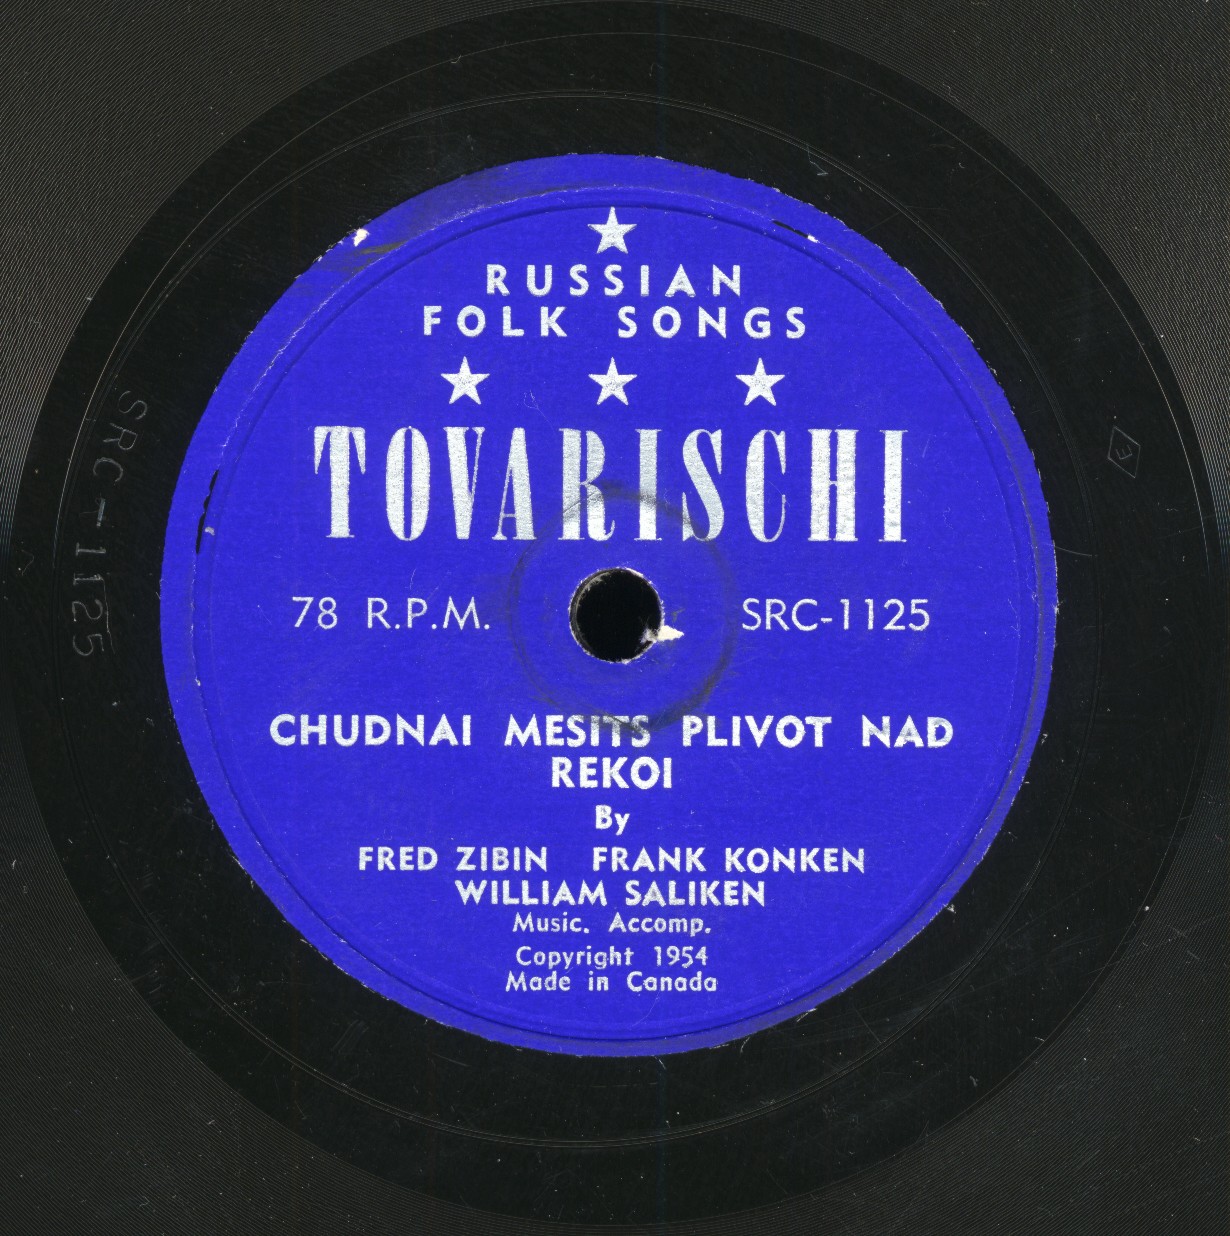 RUSSIAN
FOLK SONGS
TOVARISCHI
78 R.P.M.
SRC-1125
CHUDNAI MESITS PLIVOT NAD
REKOI
By
FRED ZIBIN FRANK KONKEN
WILLIAM SALIKEN
Music. Accomp.
Copyright 1954
Made in Canada
SRC-1125